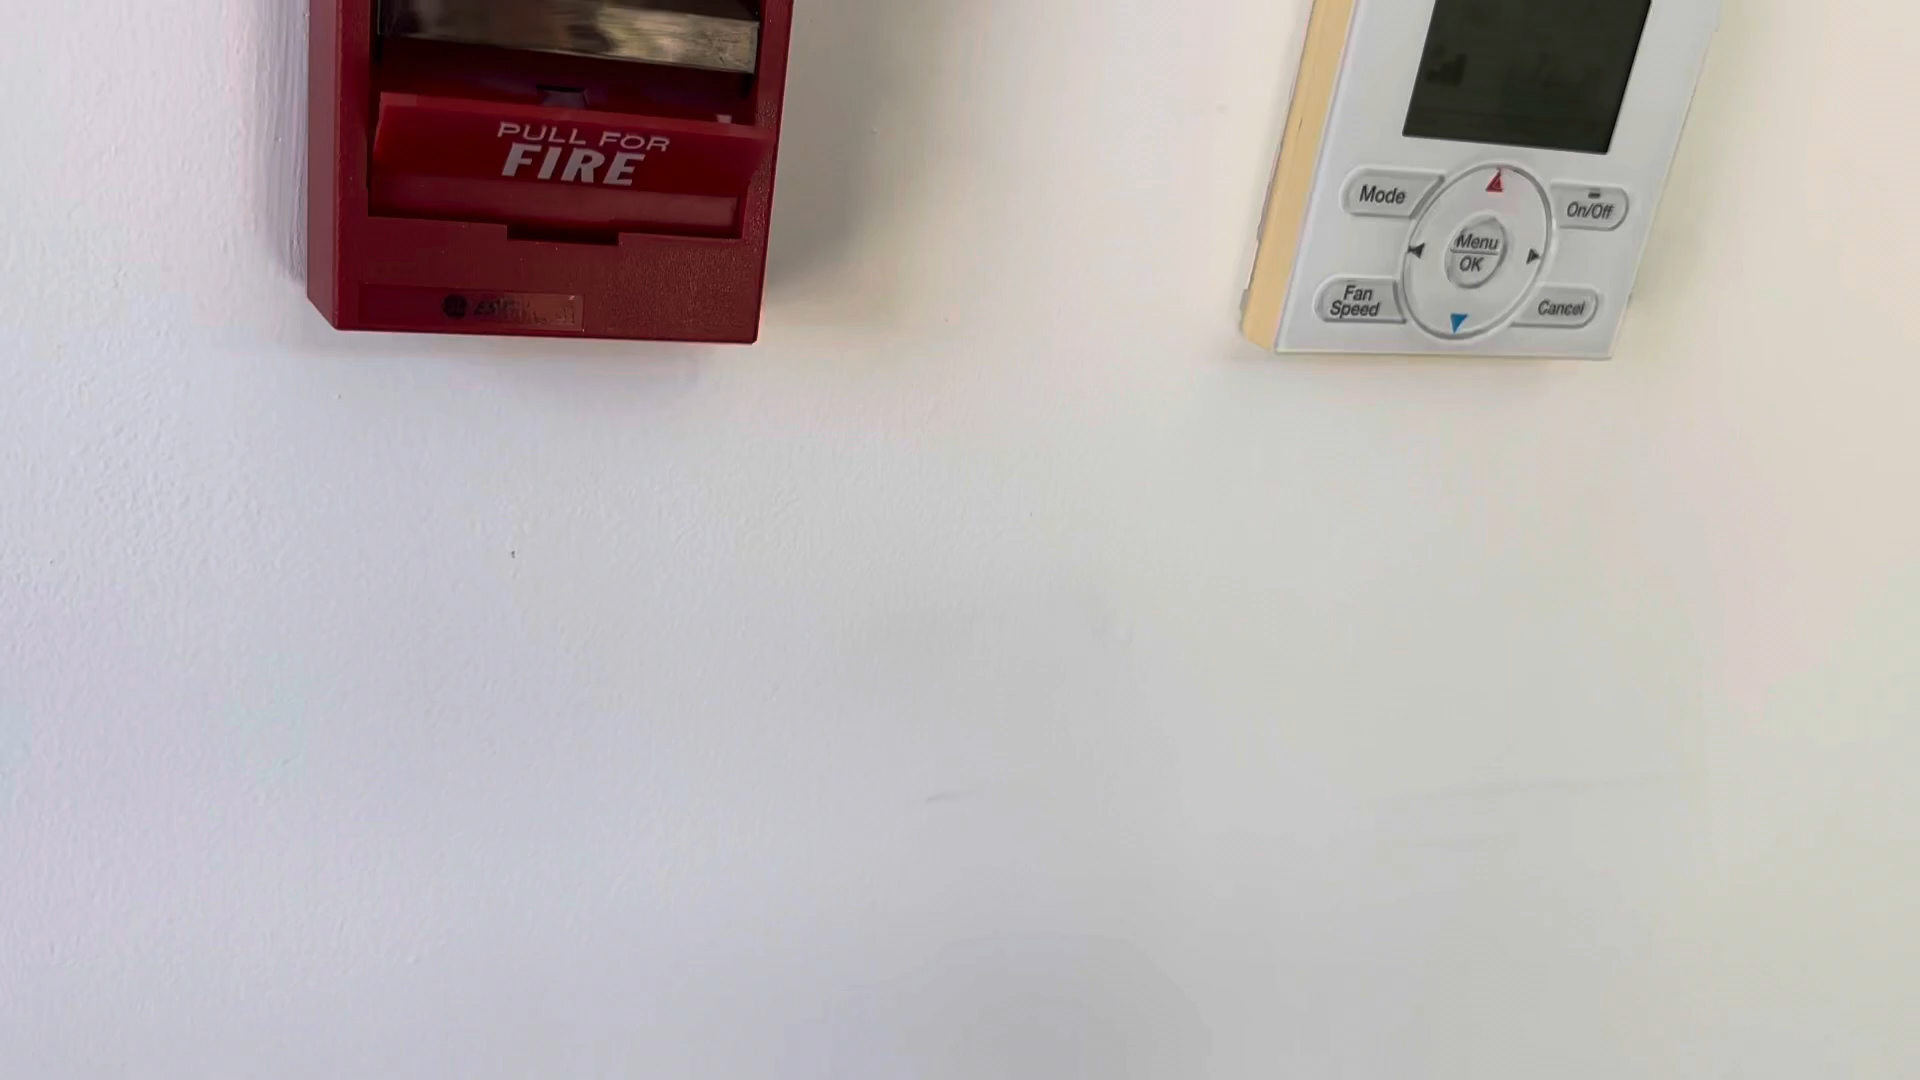 PULL FOR
FIRE
Mode
On/Off
Menu
OK
Fan
Speed
Cancel